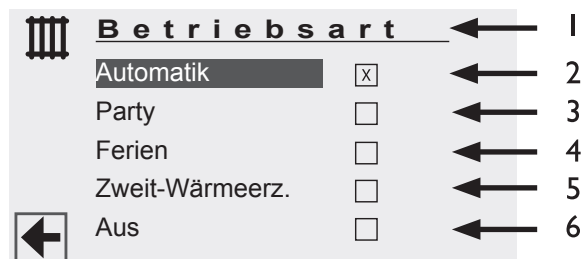 Betriebsart 1
Automatik X 2
Party 3
Ferien 4
Zweit-Wärmeerz. 5
Aus 6